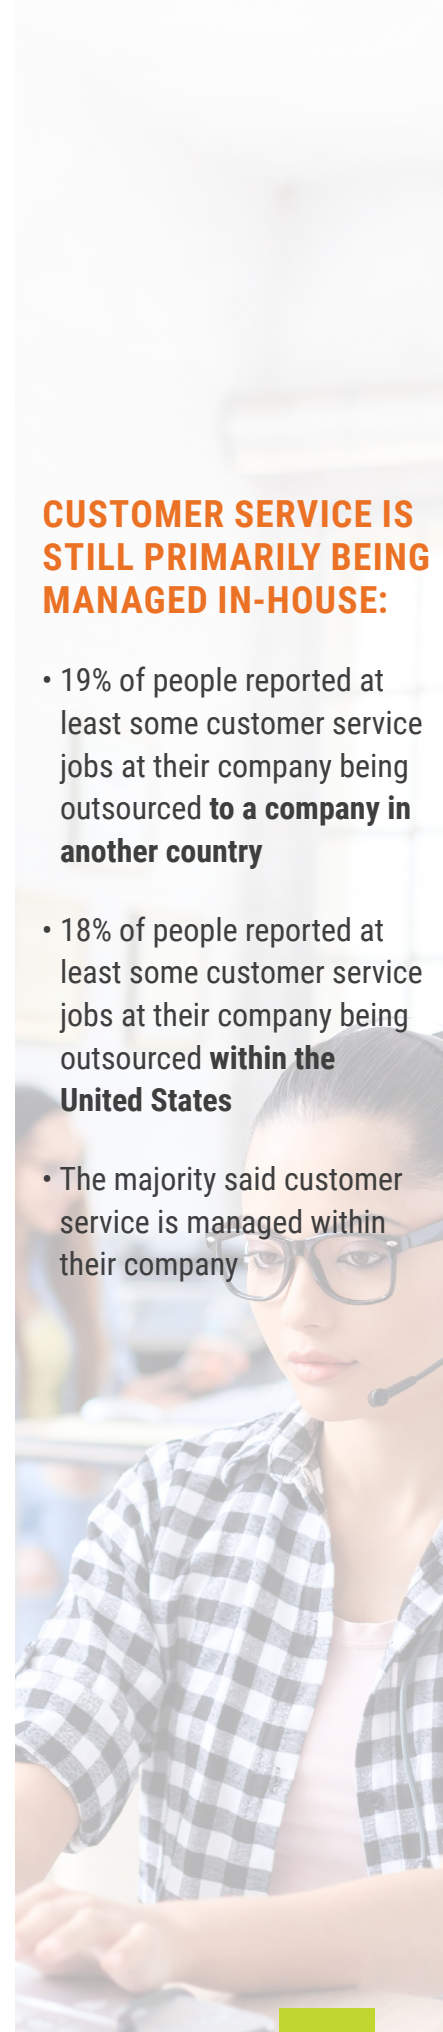 CUSTOMER SERVICE IS
STILL PRIMARILY BEING
MANAGED IN-HOUSE:
• 19% of people reported at
least some customer service
jobs at their company being
outsourced to a company in
another country
• 18% of people reported at
least some customer service
jobs at their company being
outsourced within the
United States
• The majority said customer
service is managed within
their company